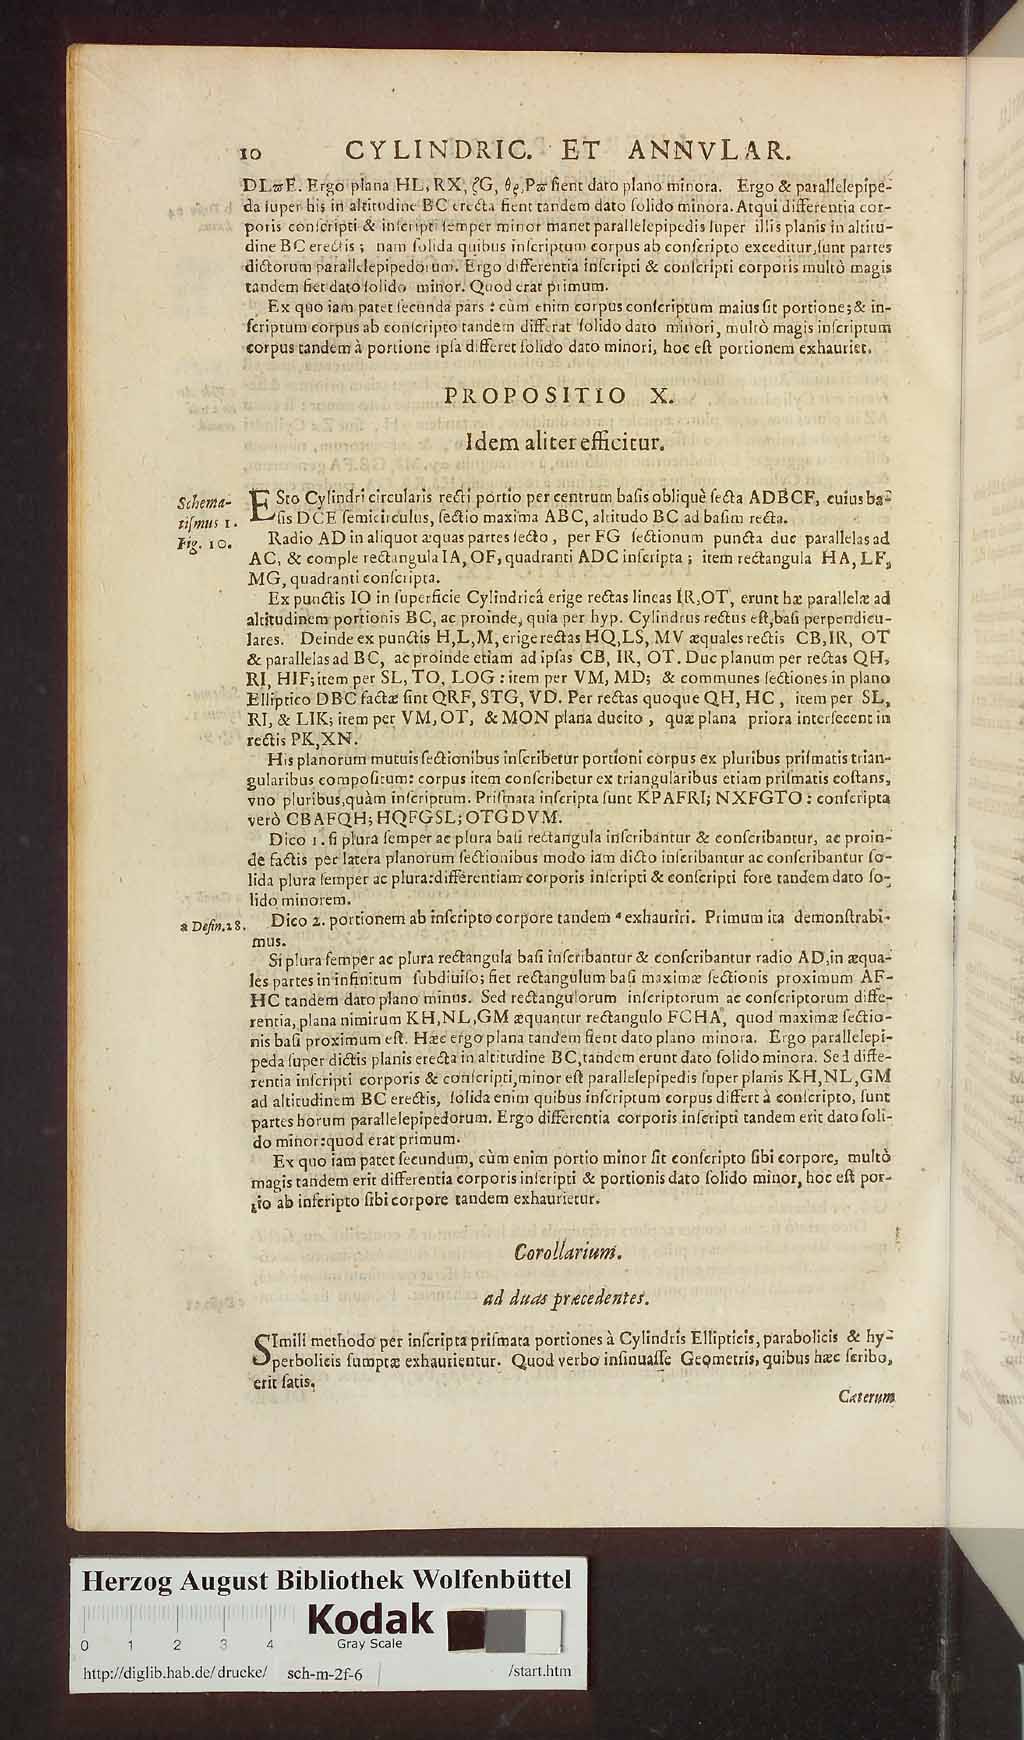 10 CYLINDRIC. ET ANNVLAR.
DLϖE. Ergo plana HL, RX, ζG, θϱ, Pϖ fient dato plano minora. Ergo & parallelepipe-
da ſuper his in altitudine BC erecta fient tandem dato ſolido minora. Atqui differentia cor-
poris conſcripti & inſcripti ſemper minor manet parallelepipedis ſuper illis planis in altitu-
dine BC erectis; nam ſolida quibus inſcriptum corpus ab conſcripto exceditur, ſunt partes
dictorum parallelepipedorum. Ergo differentia inſcripti & conſcripti corporis multò magis
tandem fiet dato ſolido minor. Quod erat primum.
Ex quo iam patet ſecunda pars: cùm enim corpus conſcriptum maius ſit portione; & in-
ſcriptum corpus ab conſcripto tandem differat ſolido dato minori, multò magis inſcriptum
corpus tandem à portione ipſa differet ſolido dato minori, hoc eſt portionem exhauriet.
PROPOSITIO X.
Idem aliter efficitur.
Schema-
tiſmus 1.
Fig. 10.
ESto Cylindri circularis recti portio per centrum baſis obliquè ſecta ADBCF, cuius ba-
ſis DCE ſemicirculus, ſectio maxima ABC, altitudo BC ad baſim recta.
Radio AD in aliquot æquas partes ſecto, per FG ſectionum puncta duc parallelas ad
AC, & comple rectangula IA, OF, quadranti ADC inſcripta; item rectangula HA, LF,
MG, quadranti conſcripta.
Ex punctis IO in ſuperficie Cylindricâ erige rectas lineas IR, OT, erunt hæ parallelæ ad
altitudinem portionis BC, ac proinde, quia per hyp. Cylindrus rectus eſt, baſi perpendicu-
lares. Deinde ex punctis H, L, M, erige rectas HQ, LS, MV æquales rectis CB, IR, OT
& parallelas ad BC, ac proinde etiam ad ipſas CB, IR, OT. Duc planum per rectas QH,
RI, HIF; item per SL, TO, LOG: item per VM, MD; & communes ſectiones in plano
Elliptico DBC factæ ſint QRF, STG, VD. Per rectas quoque QH, HC, item per SL,
RI, & LIK; item per VM, OT, & MON plana ducito, quæ plana priora interſecent in
rectis PK, XN.
His planorum mutuis ſectionibus inſcribetur portioni corpus ex pluribus priſmatis trian-
gularibus compoſitum: corpus item conſcribetur ex triangularibus etiam priſmatis coſtans,
vno pluribus, quàm inſcriptum. Priſmata inſcripta ſunt KPAFRI; NXFGTO: conſcripta
verò CBAFQH; HQFGSL; OTGDVM.
Dico 1. ſi plura ſemper ac plura baſi rectangula inſcribantur & conſcribantur, ac proin-
de factis per latera planorum ſectionibus modo iam dicto inſcribantur ac conſcribantur ſo-
lida plura ſemper ac plura: differentiam corporis inſcripti & conſcripti fore tandem dato ſo-
lido minorem.
a Defin. 28.
Dico 2. portionem ab inſcripto corpore tandem a exhauriri. Primum ita demonſtrabi-
mus.
Si plura ſemper ac plura rectangula baſi inſcribantur & conſcribantur radio AD, in æqua-
les partes in infinitum ſubdiuiſo; fiet rectangulum baſi maximæ ſectionis proximum AF-
HC tandem dato plano minus. Sed rectangulorum inſcriptorum ac conſcriptorum diffe-
rentia, plana nimirum KH, NL, GM æquantur rectangulo FCHA, quod maximæ ſectio-
nis baſi proximum eſt. Hæc ergo plana tandem fient dato plano minora. Ergo parallelepi-
peda ſuper dictis planis erecta in altitudine BC, tandem erunt dato ſolido minora. Sed diffe-
rentia inſcripti corporis & conſcripti, minor eſt parallelepipedis ſuper planis KH, NL, GM
ad altitudinem BC erectis, ſolida enim quibus inſcriptum corpus differt à conſcripto, ſunt
partes horum parallelepipedorum. Ergo differentia corporis inſcripti tandem erit dato ſoli-
do minor: quod erat primum.
Ex quo iam patet ſecundum, cùm enim portio minor ſit conſcripto ſibi corpore, multò
magis tandem erit differentia corporis inſcripti & portionis dato ſolido minor, hoc eſt por-
tio ab inſcripto ſibi corpore tandem exhaurietur.
Corollarium.
ad duas præcedentes.
SImili methodo per inſcripta priſmata portiones à Cylindris Ellipticis, parabolicis & hy-
perbolicis ſumptæ exhaurientur. Quod verbo inſinuaſſe Geometris, quibus hæc ſcribo,
erit ſatis.
Cæterum
Herzog August Bibliothek Wolfenbüttel
Kodak
Gray Scale
0 1 2 3 4
http://diglib.hab.de/drucke/ sch-m-2f-6 /start.htm